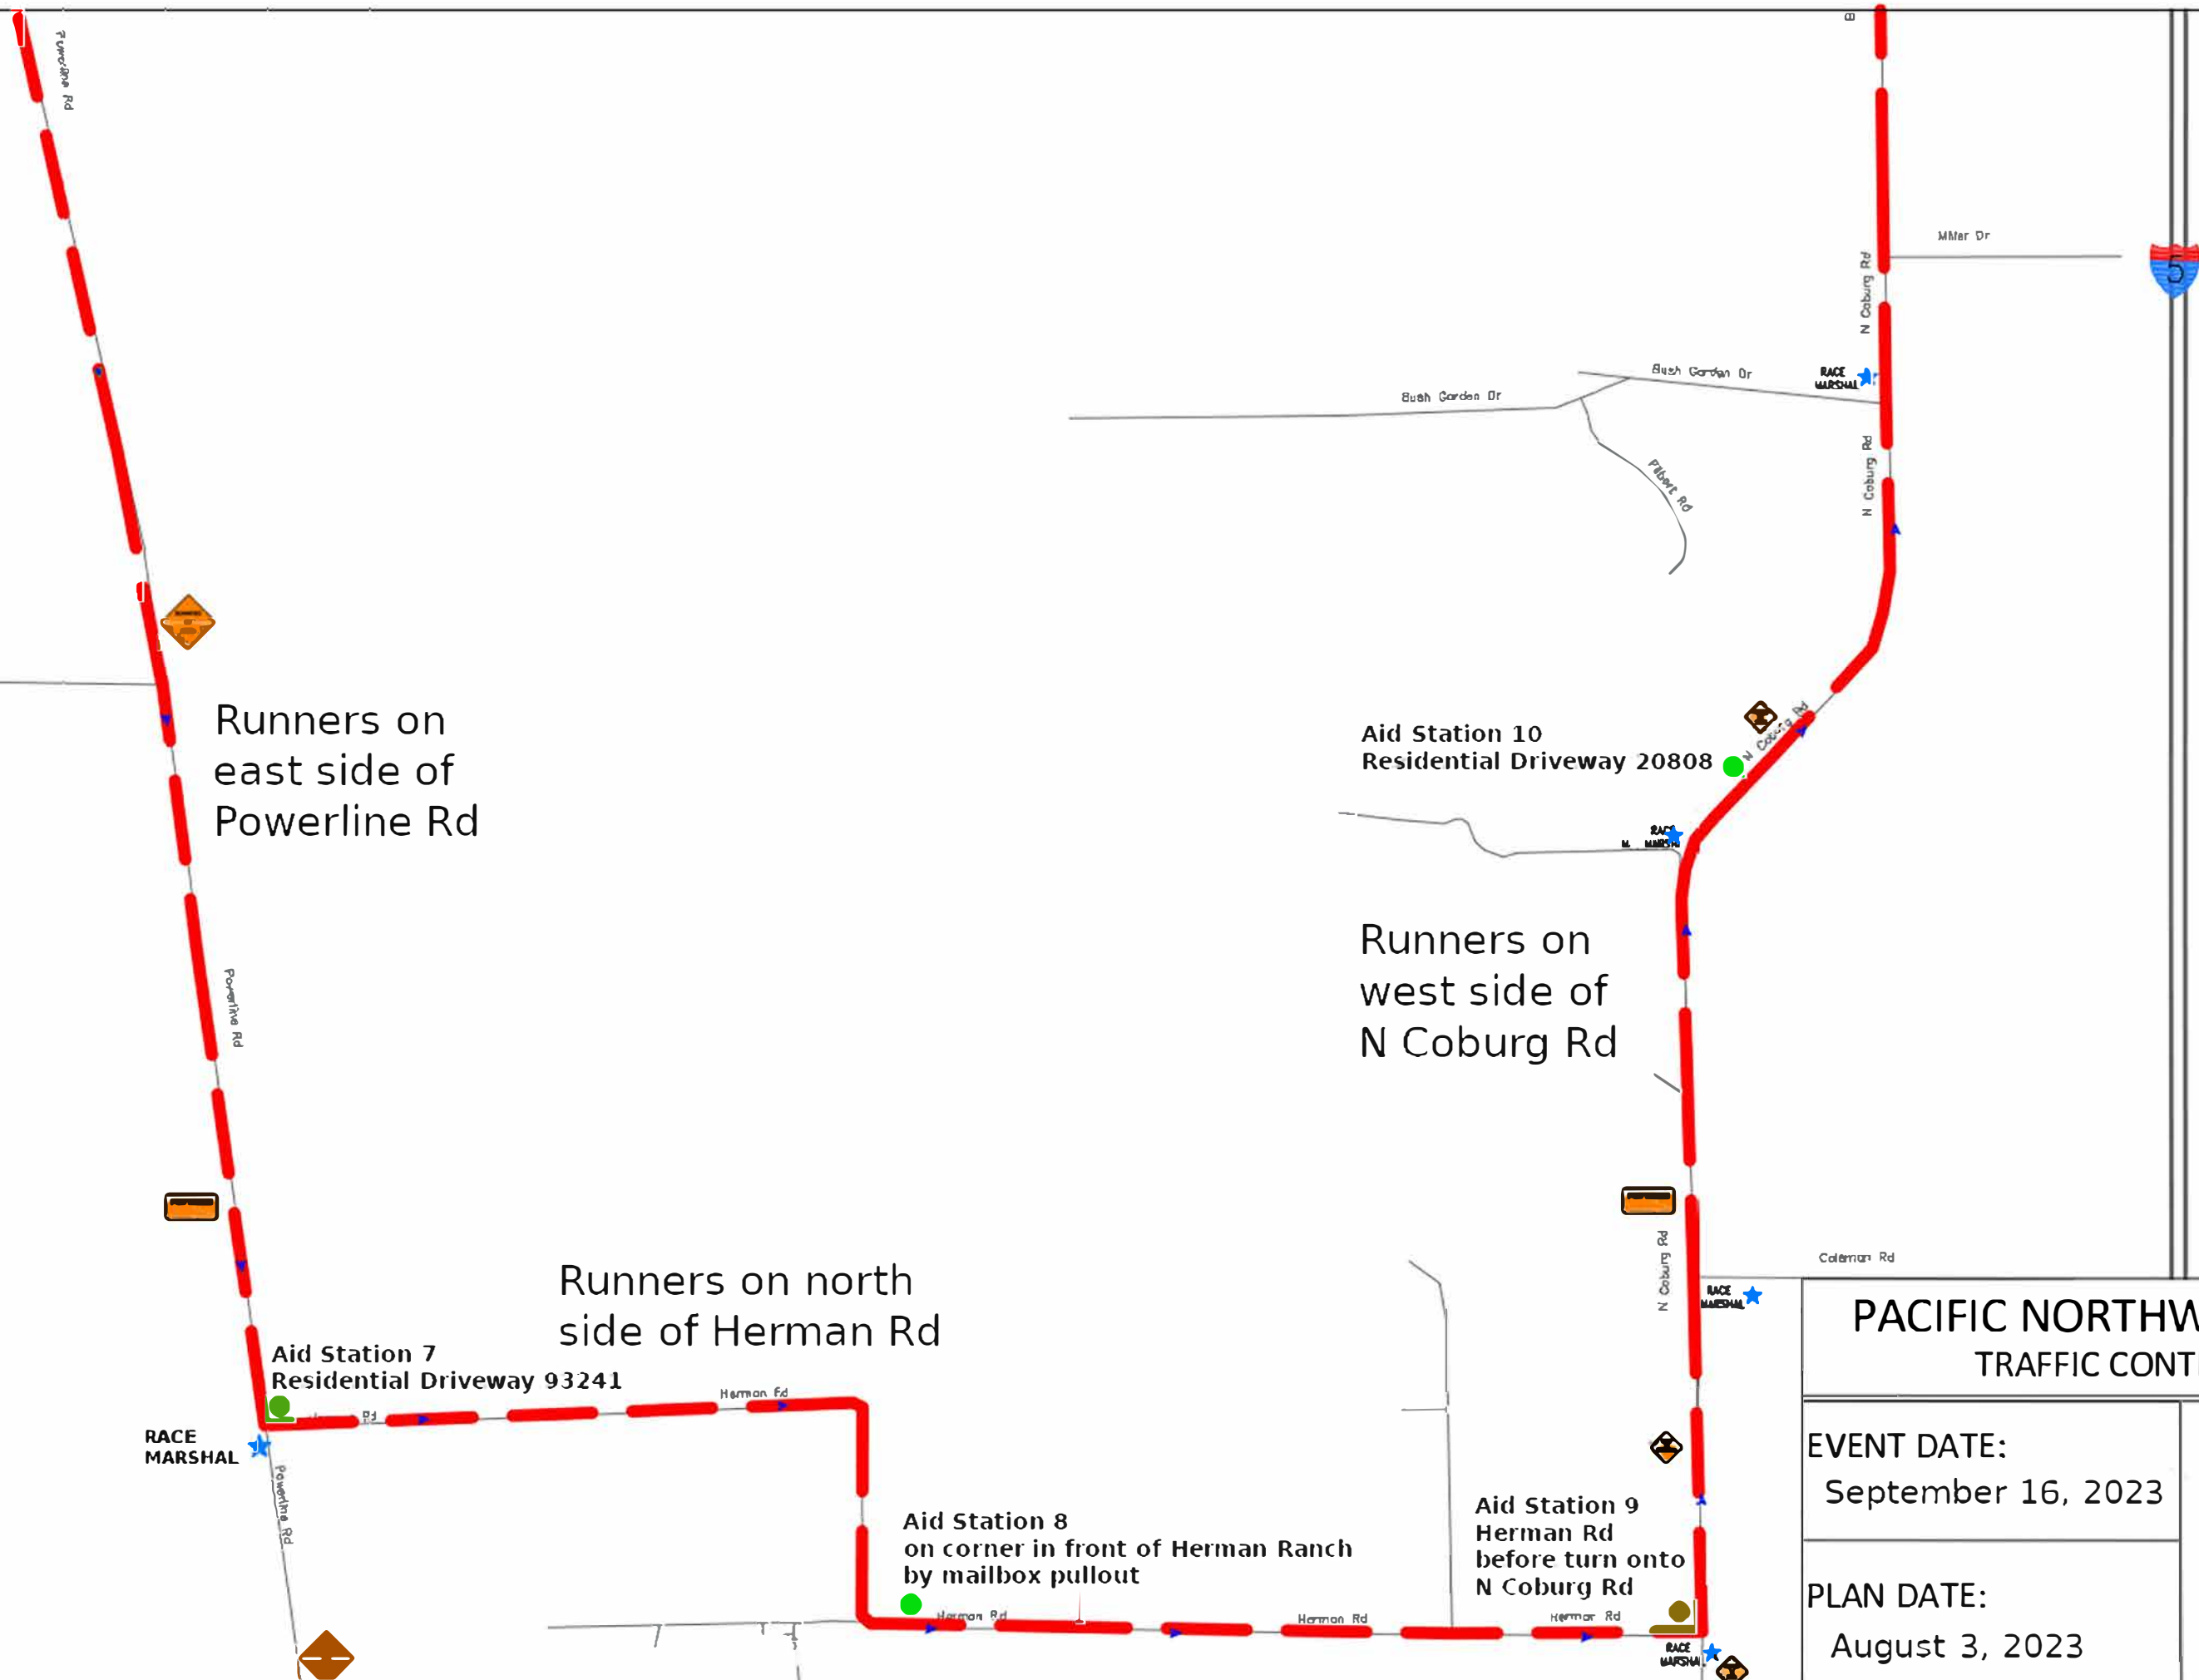 Powerline Rd
Miller Dr
5
N Coburg Rd
RACE
MARSHAL
Bush Garden Dr
Bush Garden Dr
N Coburg Rd
Filbert Rd
Runners on
east side of
Powerline Rd
N Coburg Rd
Aid Station 10
Residential Driveway 20808
RACE
Runners on
west side of
N Coburg Rd
Powerline Rd
N Coburg Rd
Coleman Rd
RACE
MARSHAL
Runners on north
side of Herman Rd
PACIFIC NORTHW
TRAFFIC CONT
Aid Station 7
Residential Driveway 93241
Herman Rd
Rd
RACE
MARSHAL
Powerline Rd
EVENT DATE:
September 16, 2023
Aid Station 8
on corner in front of Herman Ranch
by mailbox pullout
Aid Station 9
Herman Rd
before turn onto
N Coburg Rd
Herman Rd
Herman Rd
Herman Rd
RACE
MARSHAL
PLAN DATE:
August 3, 2023